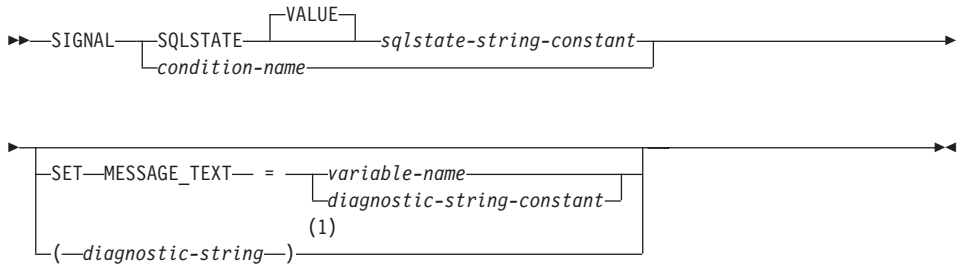 VALUE
SIGNAL SQLSTATE sqlstate-string-constant
condition-name
SET MESSAGE_TEXT = variable-name
diagnostic-string-constant
(1)
( diagnostic-string )